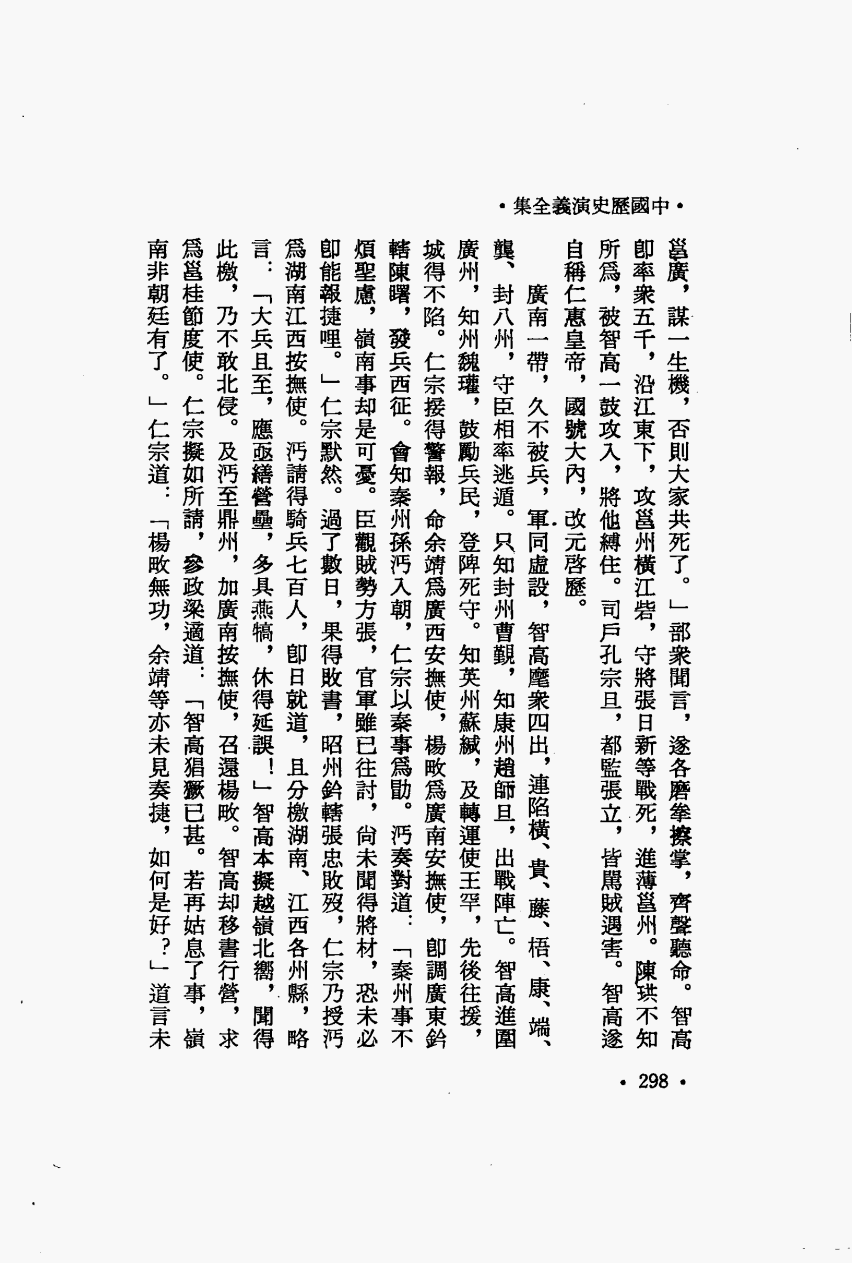 ·中國歷史演義全集·
邕廣，謀一生機，否則大家共死了。」部衆聞言，遂各磨拳擦掌，齊聲聽命。智高
卽率衆五千，沿江東下，攻邕州橫江砦，守將張日新等戰死，進薄邕州。陳珙不知
所爲，被智高一鼓攻入，將他縛住。司戶孔宗旦，都監張立，皆罵賊遇害。智高遂
自稱仁惠皇帝，國號大內，改元啓歷。
廣南一帶，久不被兵，軍同虛設，智高麾衆四出，連陷橫、貴、藤、梧、康、端、
龔、封八州，守臣相率逃遁。只知封州曹覲，知康州趙師旦，出戰陣亡。智高進圍
廣州，知州魏瓘，鼓勵兵民，登陴死守。知英州蘇緘，及轉運使王罕，先後往援，
城得不陷。仁宗接得警報，命余靖爲廣西安撫使，楊畋爲廣南安撫使，卽調廣東鈐
轄陳曙，發兵西征。會知秦州孫沔入朝，仁宗以秦事爲勖。沔奏對道：「秦州事不
煩聖慮，嶺南事却是可憂。臣觀賊勢方張，官軍雖已往討，尙未聞得將材，恐未必
卽能報捷哩。」仁宗默然。過了數日，果得敗書，昭州鈐轄張忠敗歿，仁宗乃授沔
爲湖南江西按撫使。沔請得騎兵七百人，卽日就道，且分檄湖南、江西各州縣，略
言：「大兵且至，應亟繕營壘，多具燕犒，休得延誤！」智高本擬越嶺北嚮，聞得
此檄，乃不敢北侵。及沔至鼎州，加廣南按撫使，召還楊畋。智高却移書行營，求
爲邕桂節度使。仁宗擬如所請，參政梁適道：「智高猖獗已甚。若再姑息了事，嶺
南非朝廷有了。」仁宗道：「楊畋無功，余靖等亦未見奏捷，如何是好？」道言未
·298·